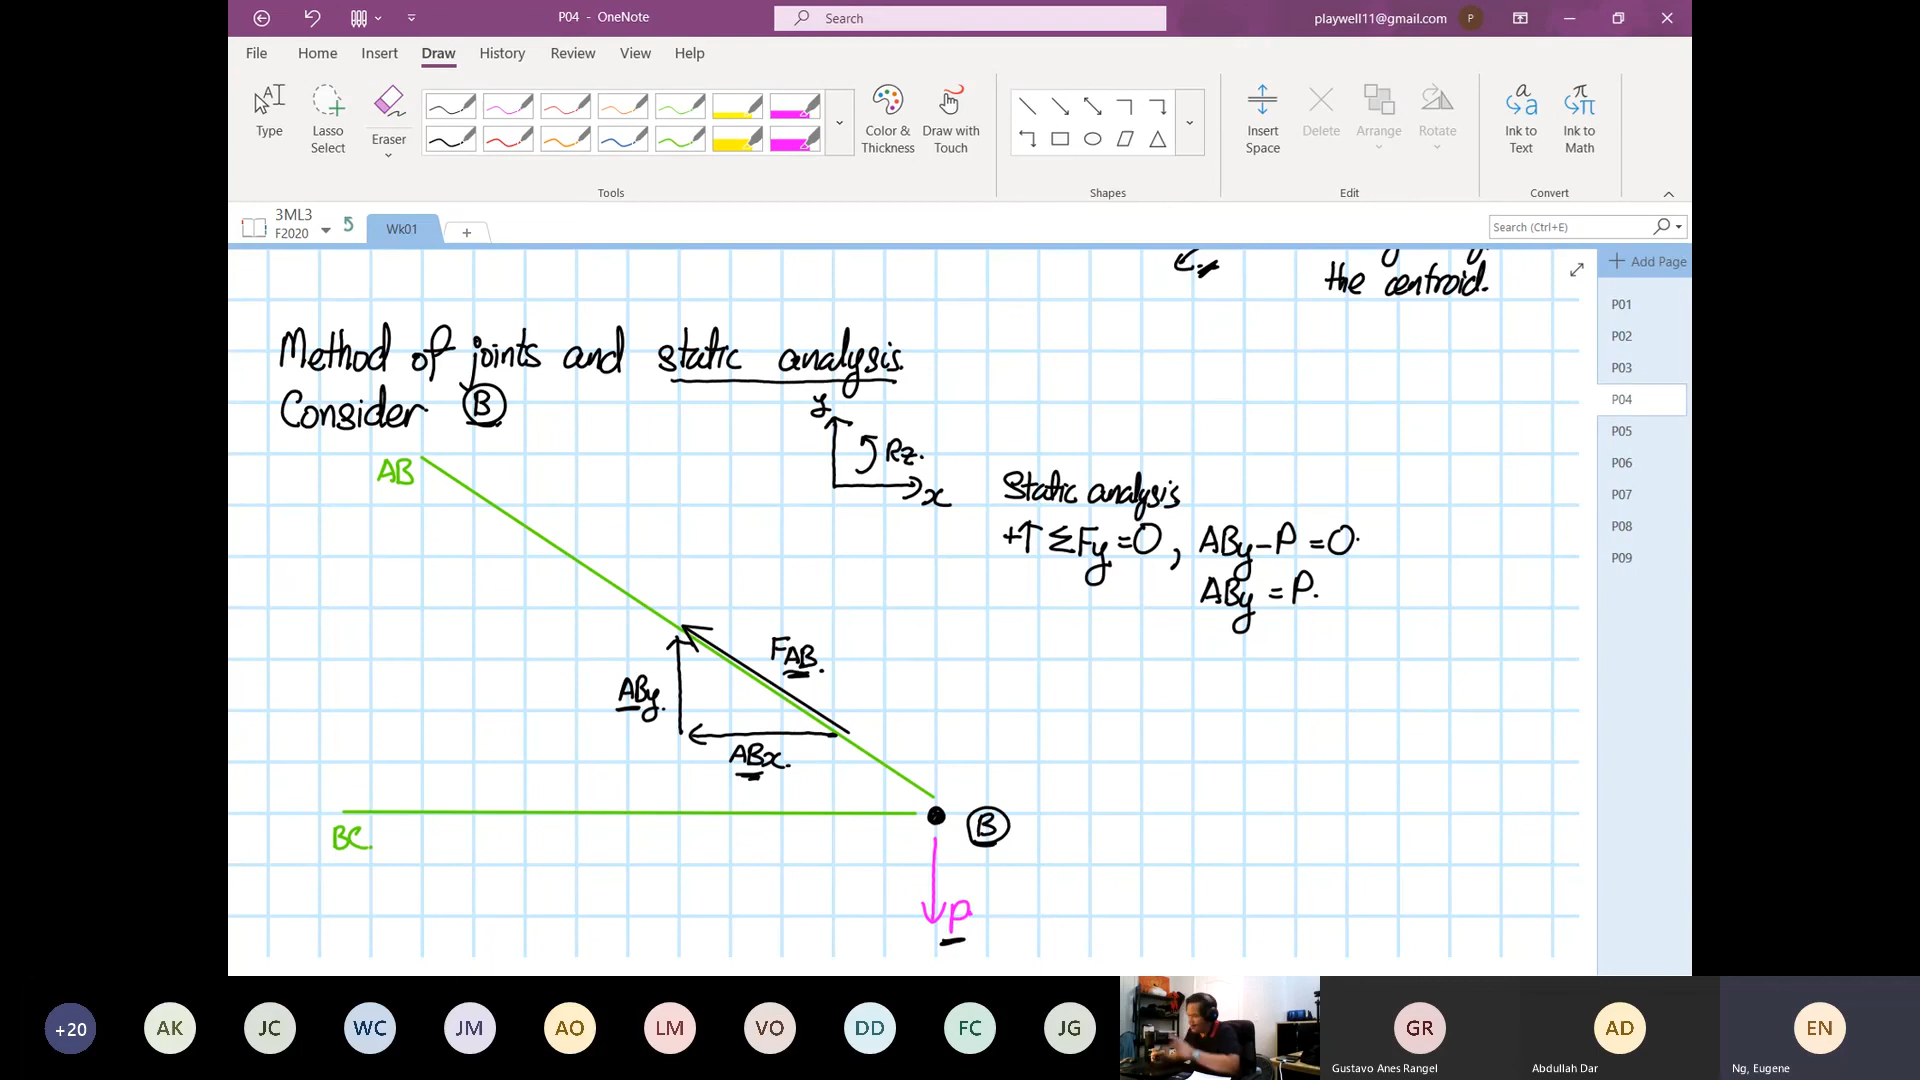 P04 - OneNote
Search
playwell11@gmail.com
P
File Home Insert Draw History Review View Help
Type
Lasso Select
Eraser
Color & Thickness
Draw with Touch
Insert Space
Delete
Arrange
Rotate
Ink to Text
Ink to Math
Tools
Shapes
Edit
Convert
3ML3
F2020
Wk01
Search (Ctrl+E)
Add Page
P01
P02
P03
P04
P05
P06
P07
P08
P09
the centroid.
Method of joints and static analysis.
Consider B
y
Rz.
x
AB
Static analysis
+↑ ΣFy = 0, ABy - P = 0.
ABy = P.
FAB.
ABy.
ABx.
B
BC.
P
+20 AK JC WC JM AO LM VO DD FC JG GR AD EN
Gustavo Anes Rangel
Abdullah Dar
Ng, Eugene